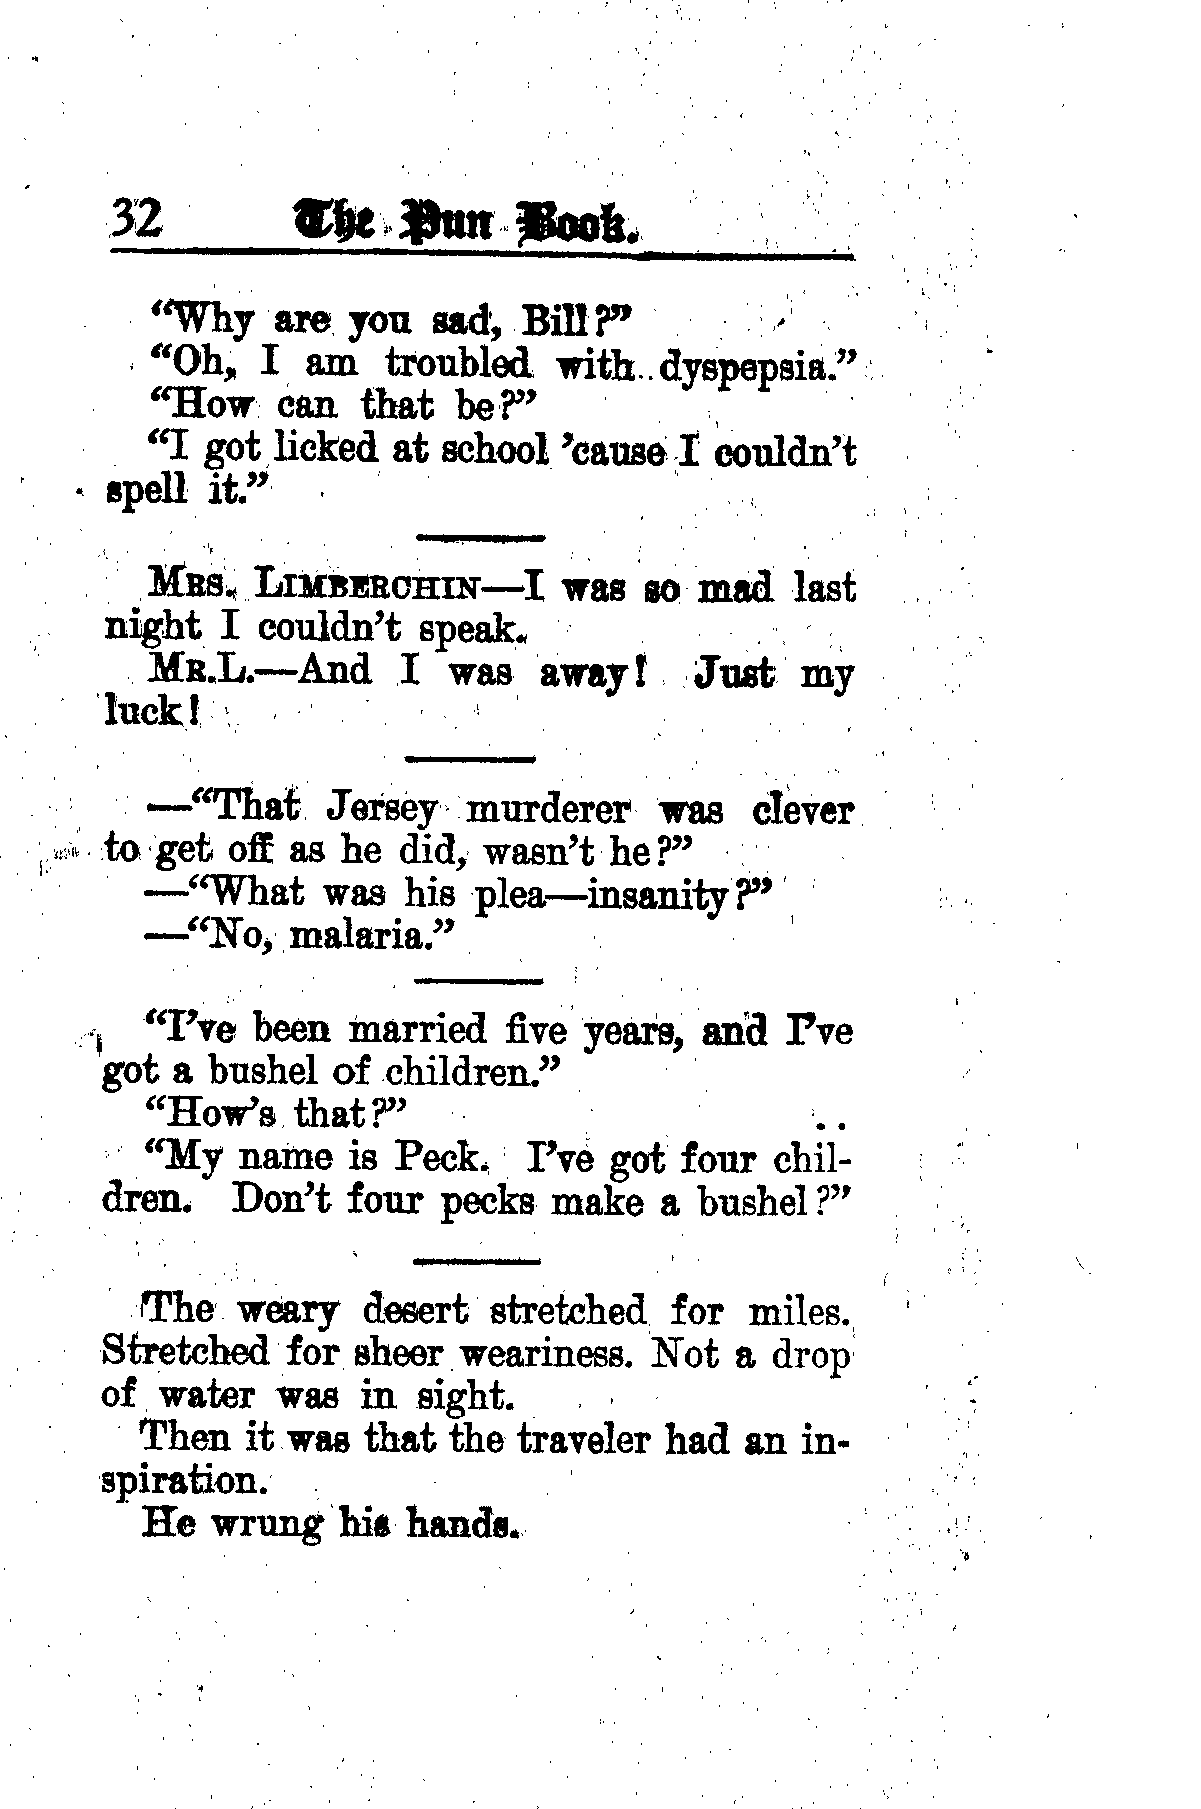 32 The Pun Book.
“Why are you sad, Bill?”
“Oh, I am troubled with dyspepsia.”
“How can that be?”
“I got licked at school ’cause I couldn’t
spell it.”
MRS. LIMBERCHIN—I was so mad last
night I couldn’t speak.
MR.L.—And I was away! Just my
luck!
—“That Jersey murderer was clever
to get off as he did, wasn’t he?”
—“What was his plea—insanity?”
—“No, malaria.”
“I’ve been married five years, and I’ve
got a bushel of children.”
“How’s that?”
“My name is Peck. I’ve got four chil-
dren. Don’t four pecks make a bushel?”
The weary desert stretched for miles.
Stretched for sheer weariness. Not a drop
of water was in sight.
Then it was that the traveler had an in-
spiration.
He wrung his hands.